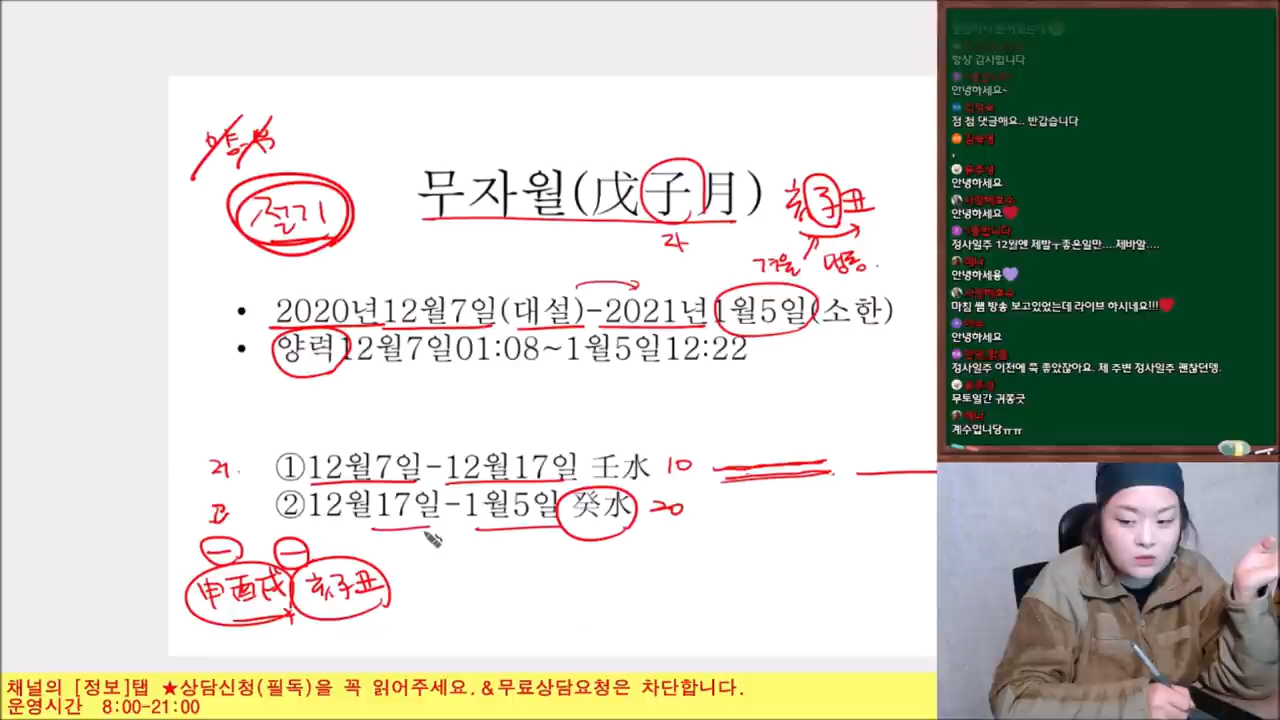 양력
절기
무자월(戊子月)
亥子丑
자
겨울
• 2020년12월7일(대설)-2021년1월5일(소한)
• 양력12월7일01:08~1월5일12:22
①12월7일-12월17일 壬水 10
②12월17일-1월5일 癸水 20
申酉戌 亥子丑
항상 감사합니다
안녕하세요~
점 점 댓글해요.. 반갑습니다
,
안녕하세요
안녕하세요❤
정사일주 12월엔 제발ㅜ좋은일만....제바알....
안녕하세용💜
마침 쌤 방송 보고있었는데 라이브 하시네요!!!❤
안녕하세요
정사일주 이전에 쭉 좋았잖아요. 제 주변 정사일주 괜찮던뎅.
무토일간 귀쫑긋
계수입니당ㅠㅠ
채널의 [정보]탭 ★상담신청(필독)을 꼭 읽어주세요.&무료상담요청은 차단합니다.
운영시간 8:00-21:00